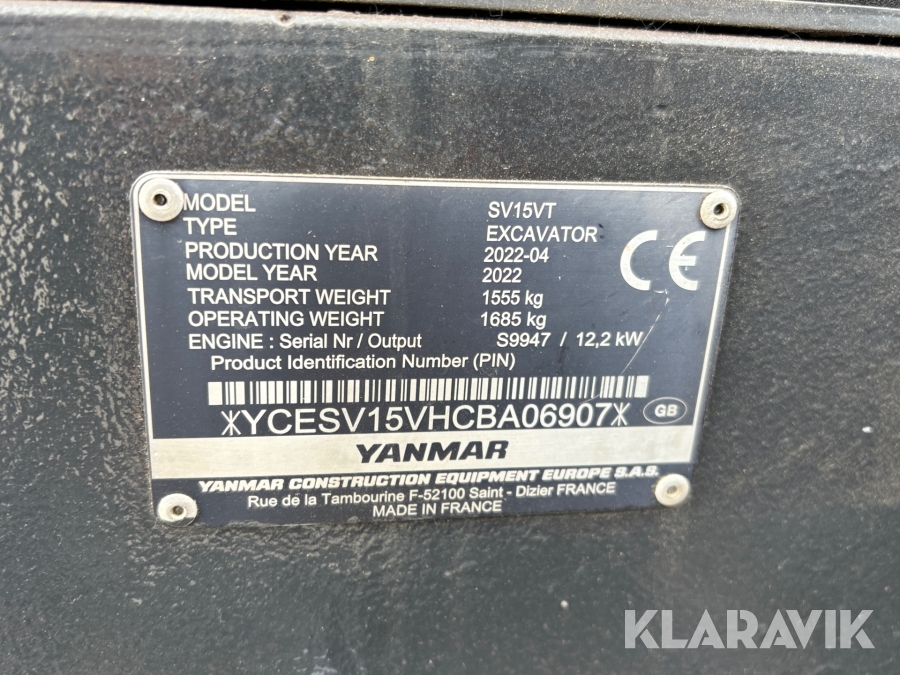 MODEL SV15VT
TYPE EXCAVATOR
PRODUCTION YEAR 2022-04
MODEL YEAR 2022
TRANSPORT WEIGHT 1555 kg
OPERATING WEIGHT 1685 kg
ENGINE : Serial Nr / Output S9947 / 12,2 kW
Product Identification Number (PIN)
CE
*YCESV15VHCBA06907*
GB
YANMAR
YANMAR CONSTRUCTION EQUIPMENT EUROPE S.A.S.
Rue de la Tambourine F-52100 Saint - Dizier FRANCE
MADE IN FRANCE
KLARAVIK